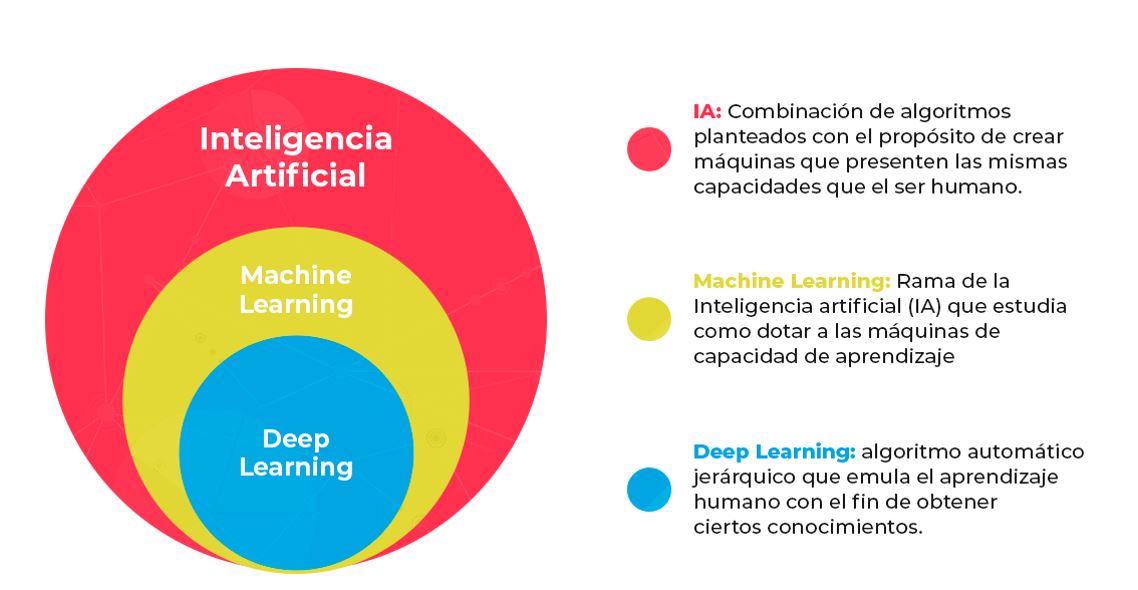 Inteligencia
Artificial
Machine
Learning
Deep
Learning
IA: Combinación de algoritmos
planteados con el propósito de crear
máquinas que presenten las mismas
capacidades que el ser humano.
Machine Learning: Rama de la
Inteligencia artificial (IA) que estudia
como dotar a las máquinas de
capacidad de aprendizaje
Deep Learning: algoritmo automático
jerárquico que emula el aprendizaje
humano con el fin de obtener
ciertos conocimientos.